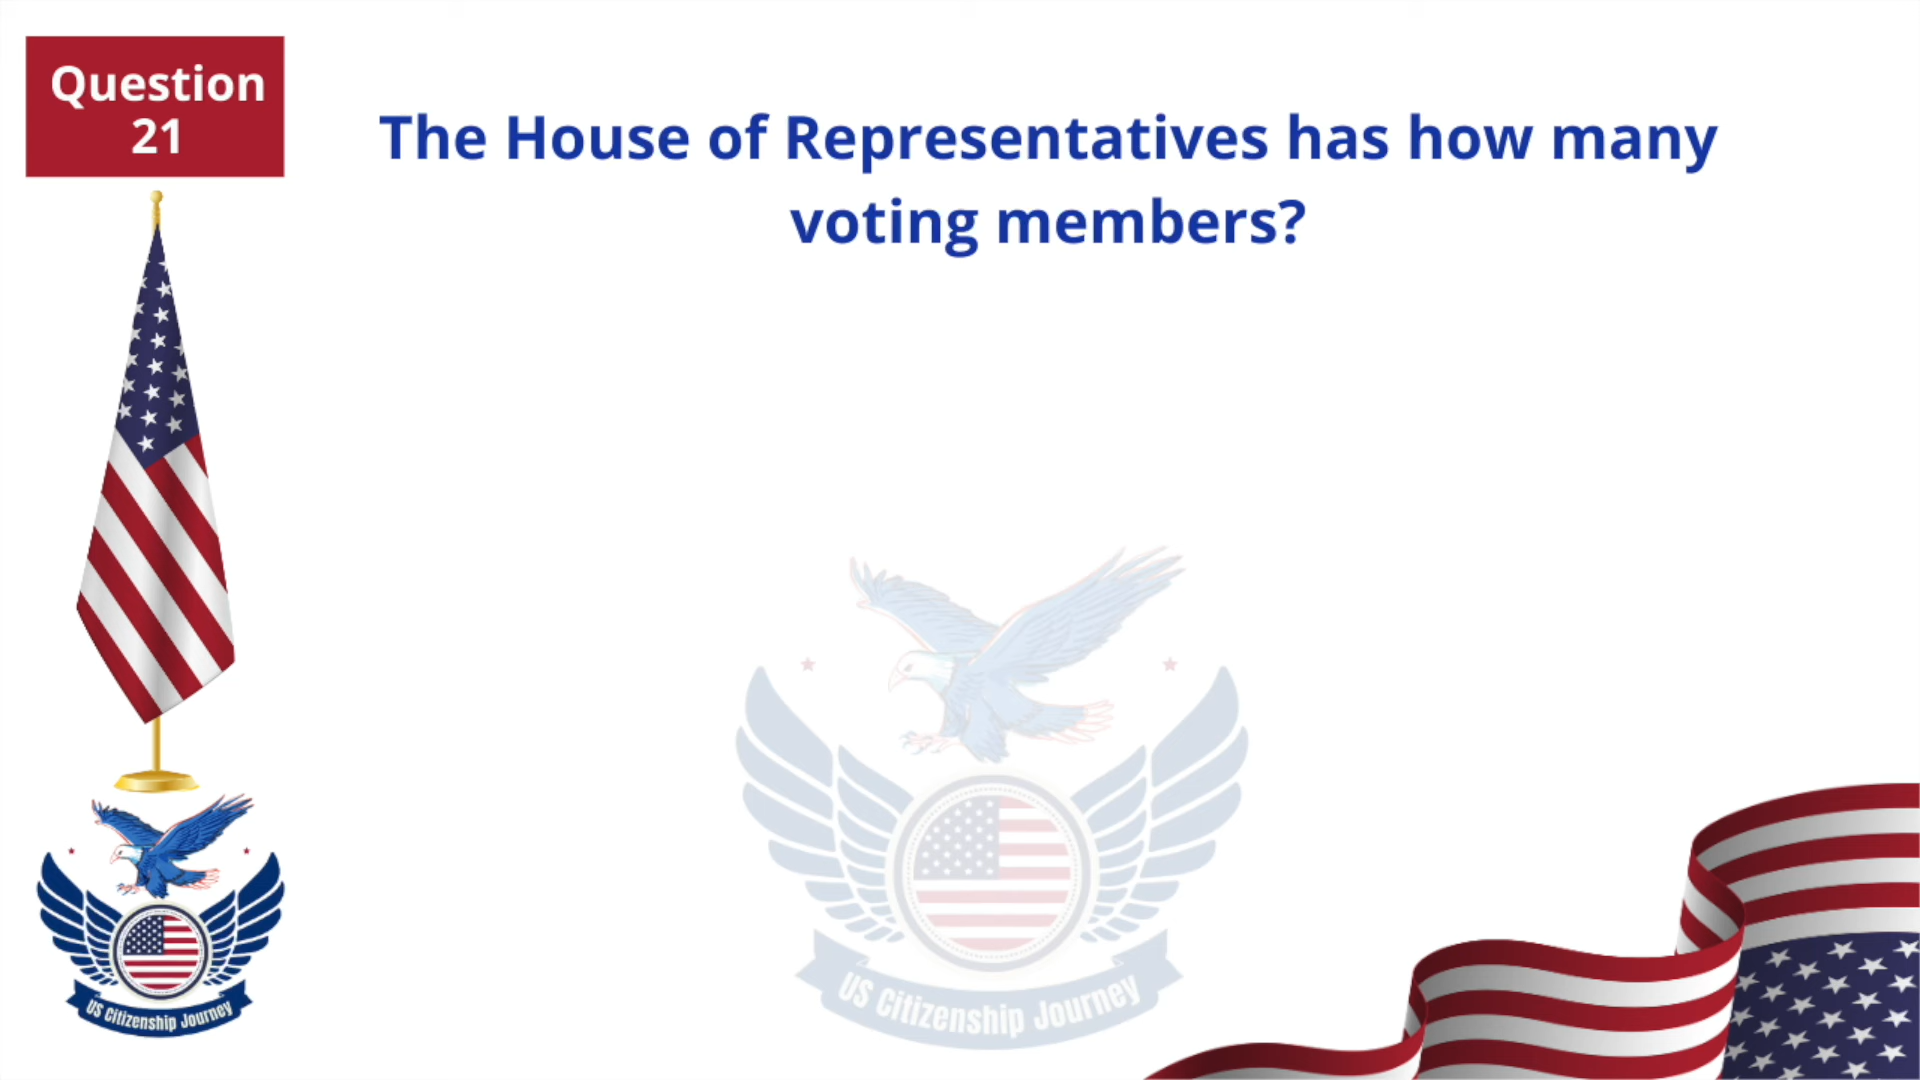 Question
21
The House of Representatives has how many
voting members?
US Citizenship Journey
US Citizenship Journey